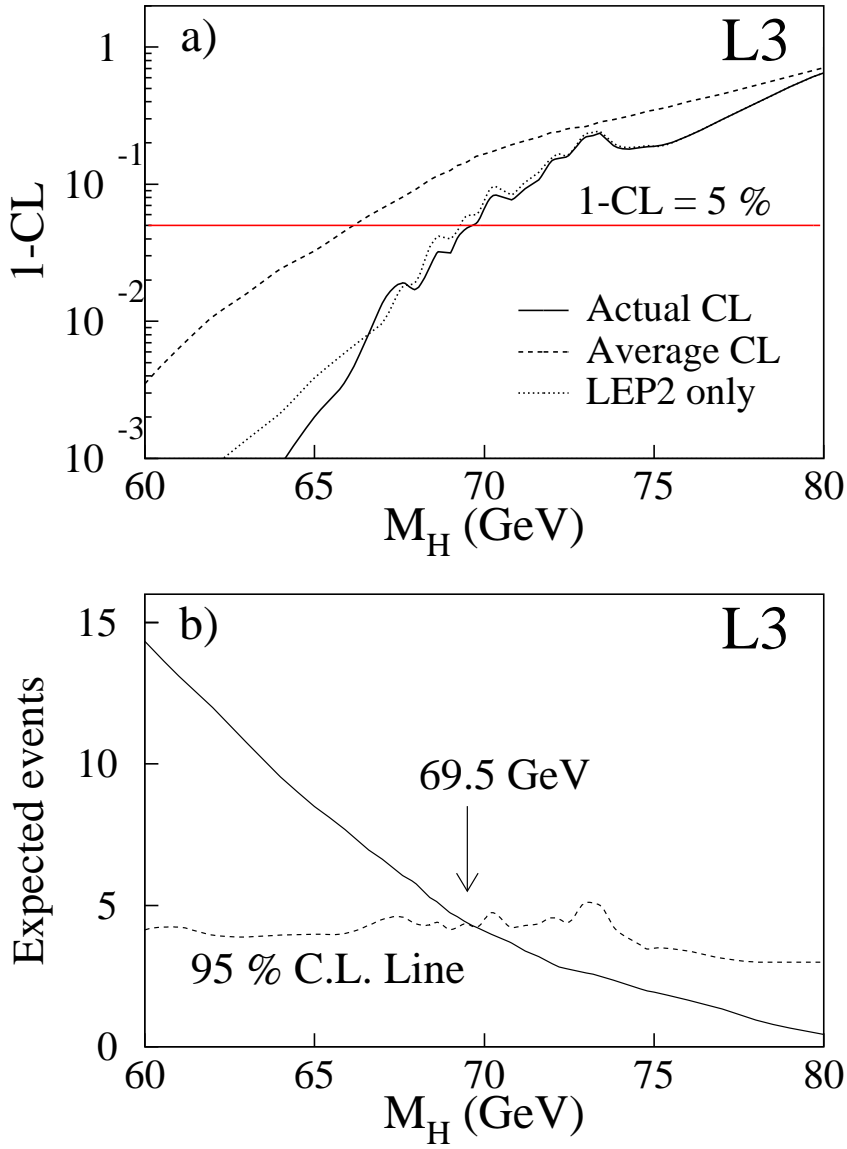 a)
L3
1
10 -1
10 -2
10 -3
1-CL
1-CL = 5 %
Actual CL
Average CL
LEP2 only
60 65 70 75 80
M_H (GeV)
b)
L3
15
10
5
0
Expected events
69.5 GeV
95 % C.L. Line
60 65 70 75 80
M_H (GeV)